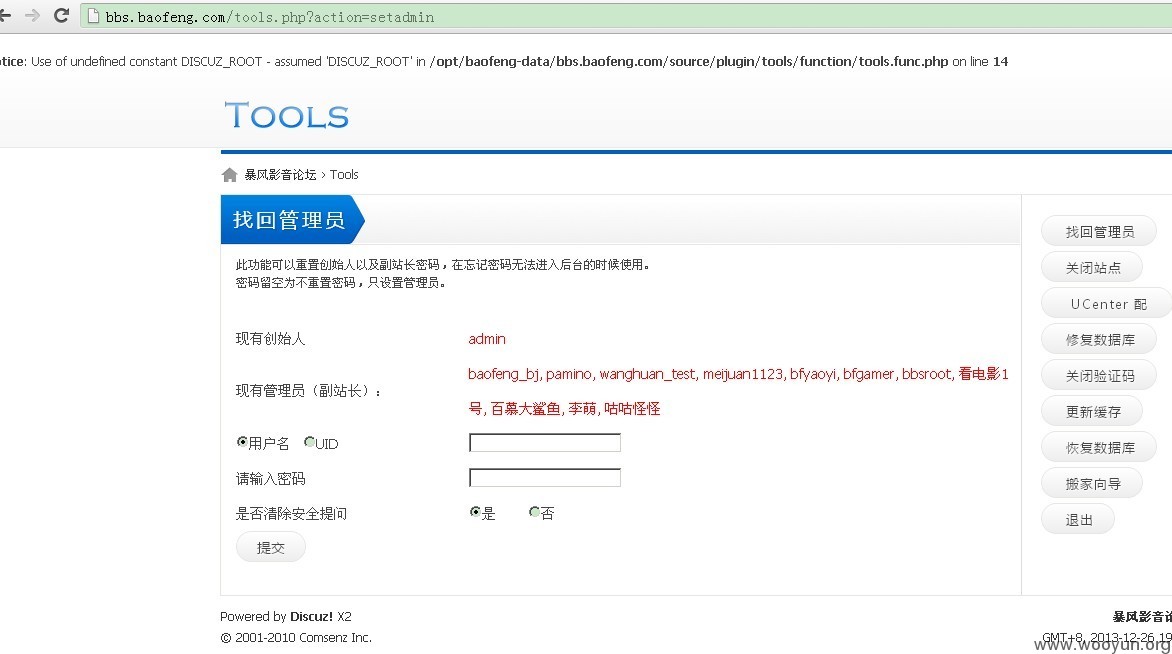 bbs.baofeng.com/tools.php?action=setadmin
otice: Use of undefined constant DISCUZ_ROOT - assumed 'DISCUZ_ROOT' in /opt/baofeng-data/bbs.baofeng.com/source/plugin/tools/function/tools.func.php on line 14
TOOLS
暴风影音论坛 › Tools
找回管理员
此功能可以重置创始人以及副站长密码，在忘记密码无法进入后台的时候使用。
密码留空为不重置密码，只设置管理员。
现有创始人 admin
现有管理员（副站长）： baofeng_bj, pamino, wanghuan_test, meijuan1123, bfyaoyi, bfgamer, bbsroot, 看电影1
号, 百慕大鲨鱼, 李萌, 咕咕怪怪
用户名 UID
请输入密码
是否清除安全提问 是 否
提交
找回管理员
关闭站点
UCenter 配
修复数据库
关闭验证码
更新缓存
恢复数据库
搬家向导
退出
Powered by Discuz! X2
© 2001-2010 Comsenz Inc.
暴风影音论
GMT+8, 2013-12-26 19
www.wooyun.org